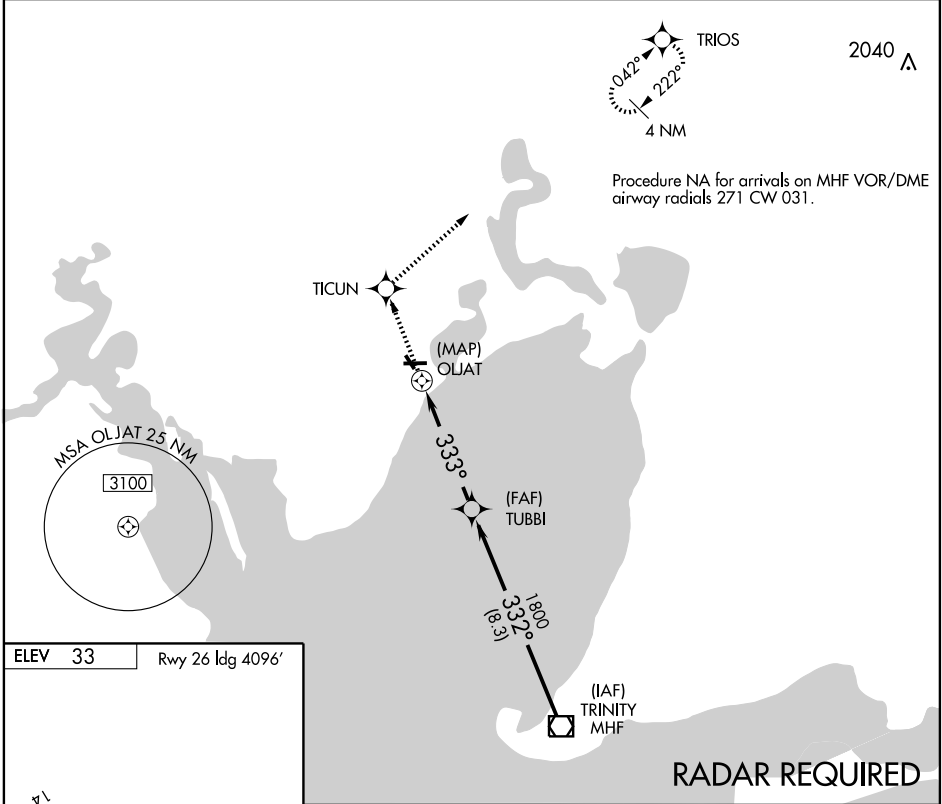 TRIOS
2040
042°
222°
4 NM
Procedure NA for arrivals on MHF VOR/DME
airway radials 271 CW 031.
TICUN
(MAP)
OLJAT
MSA OLJAT 25 NM
3100
333°
(FAF)
TUBBI
1800
332°
(8.3)
ELEV 33
Rwy 26 ldg 4096'
(IAF)
TRINITY
MHF
RADAR REQUIRED
14